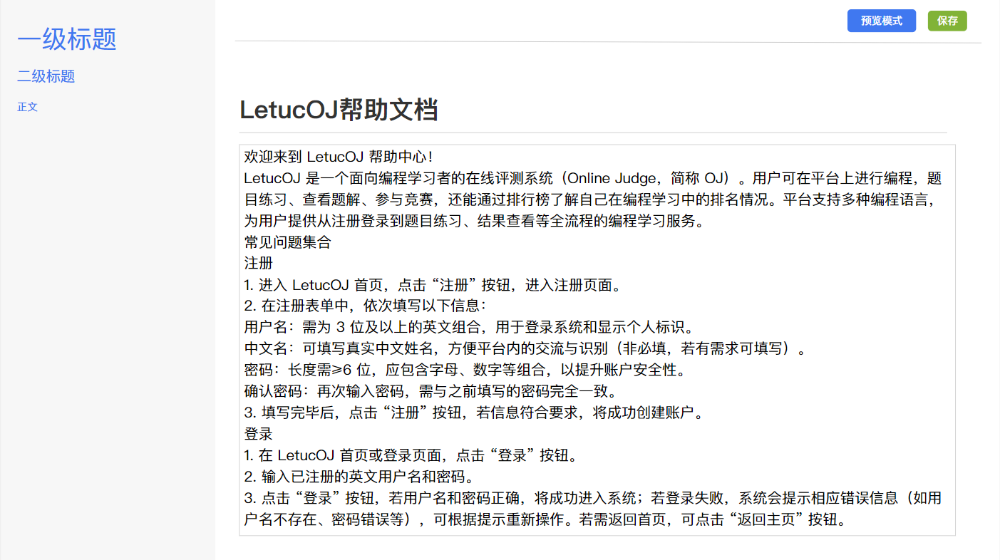 一级标题
二级标题
正文
预览模式
保存
LetucOJ帮助文档
欢迎来到 LetucOJ 帮助中心！
LetucOJ 是一个面向编程学习者的在线评测系统（Online Judge，简称 OJ）。用户可在平台上进行编程，题
目练习、查看题解、参与竞赛，还能通过排行榜了解自己在编程学习中的排名情况。平台支持多种编程语言，
为用户提供从注册登录到题目练习、结果查看等全流程的编程学习服务。
常见问题集合
注册
1. 进入 LetucOJ 首页，点击 “注册” 按钮，进入注册页面。
2. 在注册表单中，依次填写以下信息：
用户名：需为 3 位及以上的英文组合，用于登录系统和显示个人标识。
中文名：可填写真实中文姓名，方便平台内的交流与识别（非必填，若有需求可填写）。
密码：长度需≥6 位，应包含字母、数字等组合，以提升账户安全性。
确认密码：再次输入密码，需与之前填写的密码完全一致。
3. 填写完毕后，点击 “注册” 按钮，若信息符合要求，将成功创建账户。
登录
1. 在 LetucOJ 首页或登录页面，点击 “登录” 按钮。
2. 输入已注册的英文用户名和密码。
3. 点击 “登录” 按钮，若用户名和密码正确，将成功进入系统；若登录失败，系统会提示相应错误信息（如用
户名不存在、密码错误等），可根据提示重新操作。若需返回首页，可点击 “返回主页” 按钮。